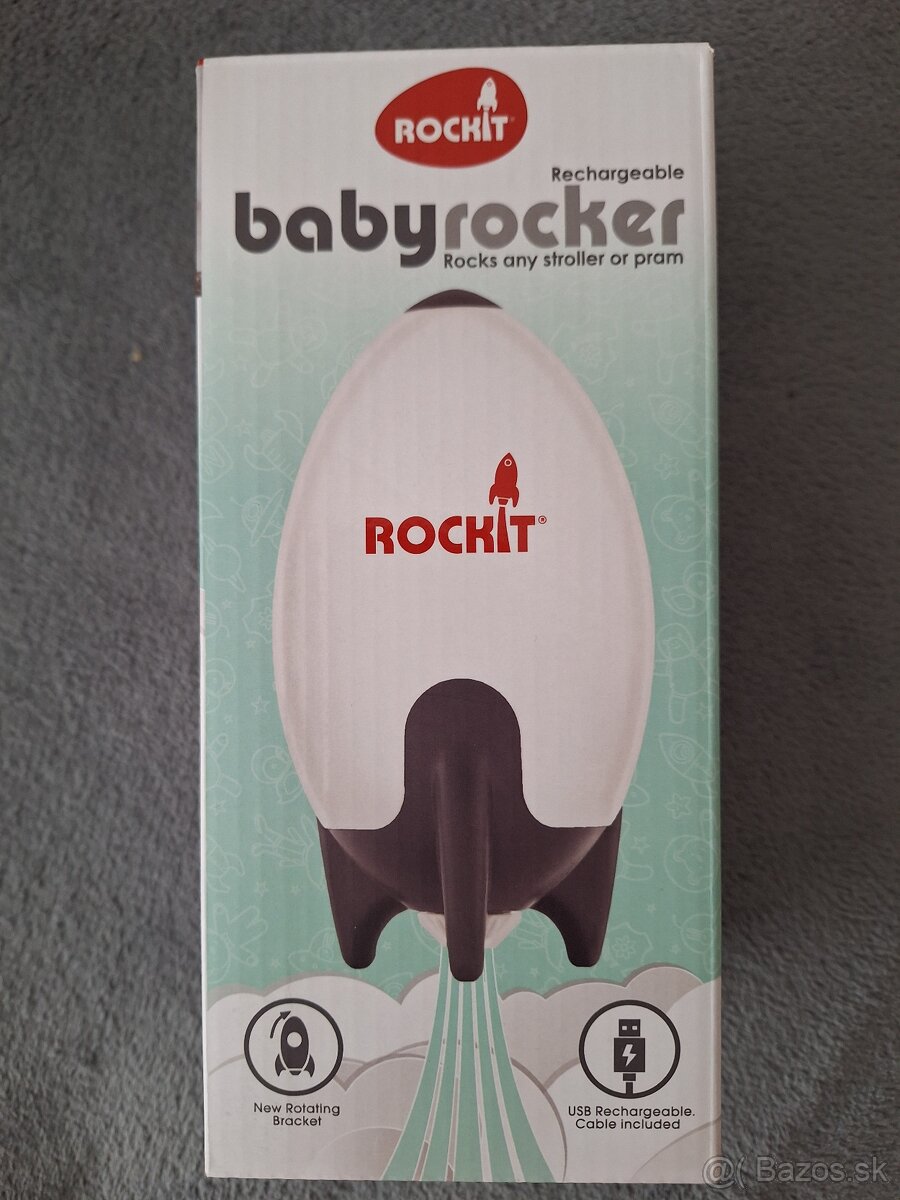 ROCKIT
Rechargeable
babyrocker
Rocks any stroller or pram
ROCKIT®
New Rotating
Bracket
USB Rechargeable.
Cable included
@( Bazos.sk